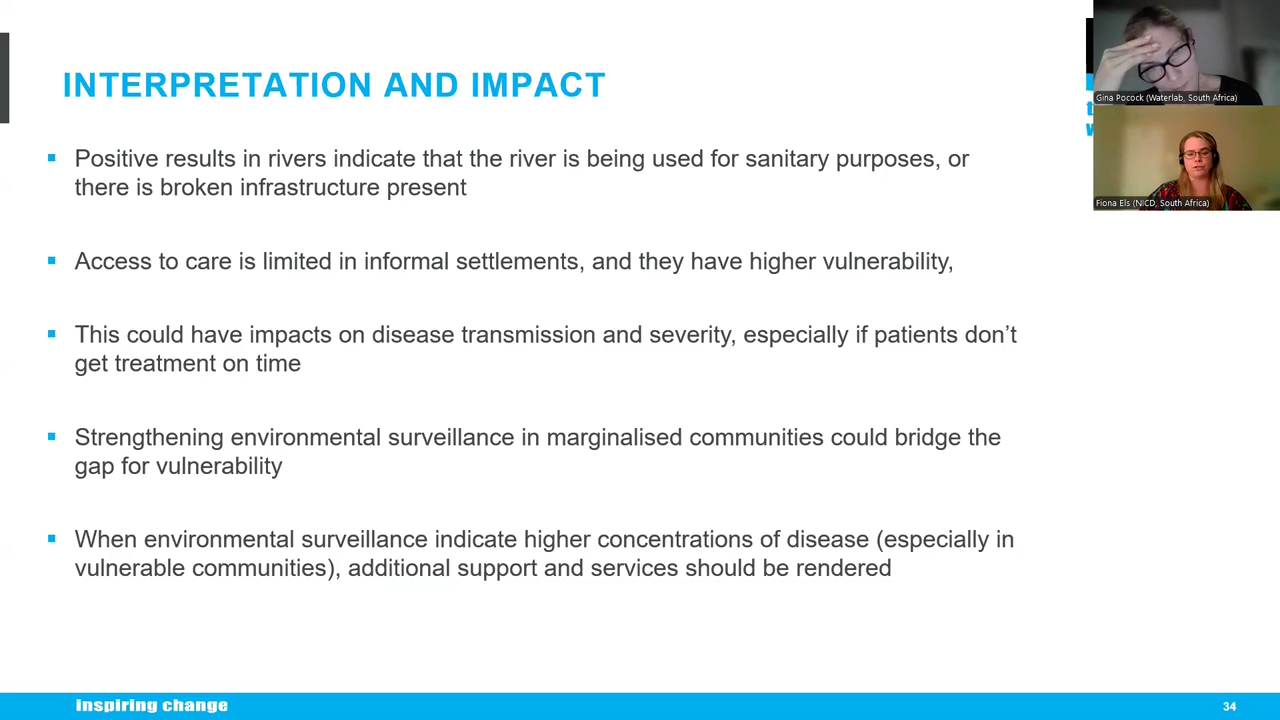 INTERPRETATION AND IMPACT
Positive results in rivers indicate that the river is being used for sanitary purposes, or
there is broken infrastructure present
Access to care is limited in informal settlements, and they have higher vulnerability,
This could have impacts on disease transmission and severity, especially if patients don't
get treatment on time
Strengthening environmental surveillance in marginalised communities could bridge the
gap for vulnerability
When environmental surveillance indicate higher concentrations of disease (especially in
vulnerable communities), additional support and services should be rendered
inspiring change
34
Gina Pocock (Waterlab, South Africa)
Fiona Els (NICD, South Africa)